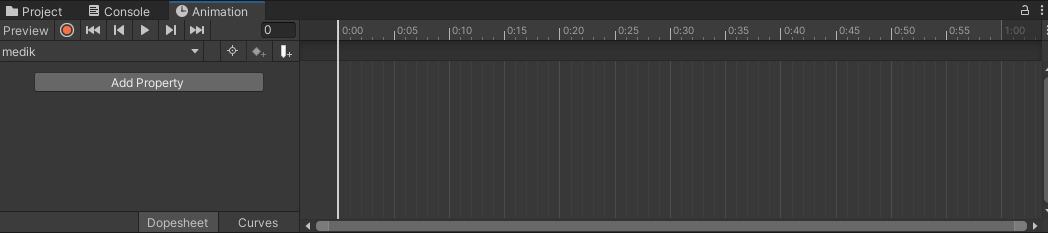 Project Console Animation
Preview 0 0:00 0:05 0:10 0:15 0:20 0:25 0:30 0:35 0:40 0:45 0:50 0:55 1:00
medik
Add Property
Dopesheet Curves